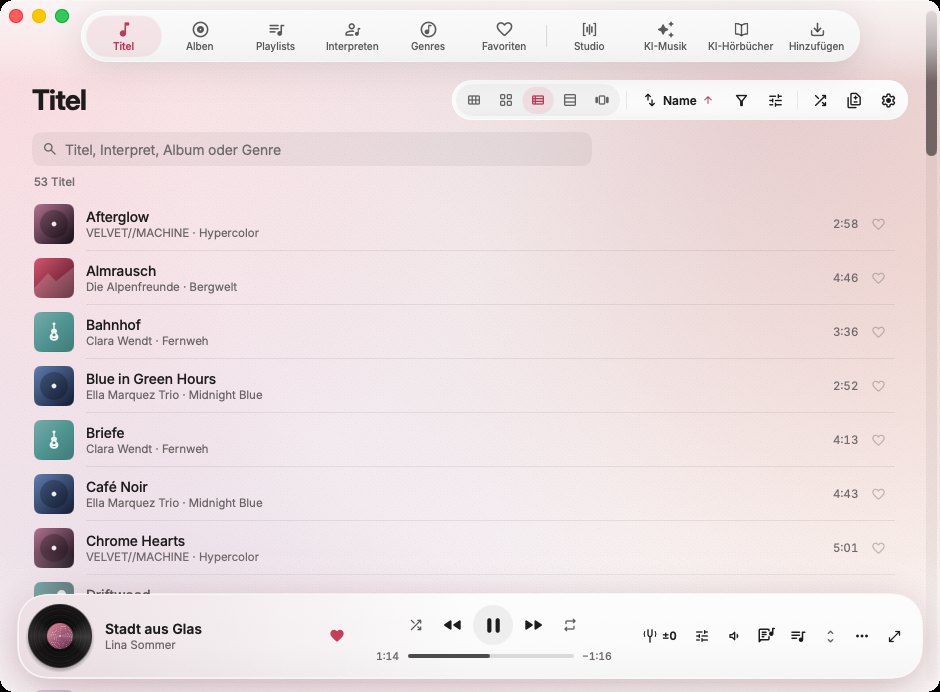 Titel
Alben
Playlists
Interpreten
Genres
Favoriten
Studio
KI-Musik
KI-Hörbücher
Hinzufügen
Titel
Name
Titel, Interpret, Album oder Genre
53 Titel
Afterglow
VELVET//MACHINE · Hypercolor
2:58
Almrausch
Die Alpenfreunde · Bergwelt
4:46
Bahnhof
Clara Wendt · Fernweh
3:36
Blue in Green Hours
Ella Marquez Trio · Midnight Blue
2:52
Briefe
Clara Wendt · Fernweh
4:13
Café Noir
Ella Marquez Trio · Midnight Blue
4:43
Chrome Hearts
VELVET//MACHINE · Hypercolor
5:01
Driftwood
Stadt aus Glas
Lina Sommer
1:14
−1:16
±0